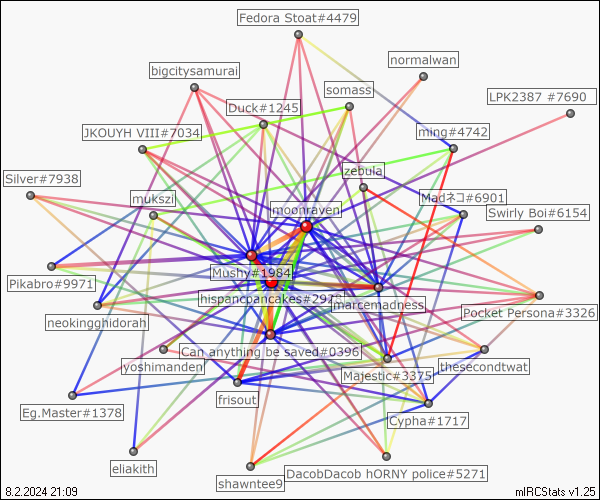 Fedora Stoat#4479
normalwan
bigcitysamurai
somass
LPK2387 #7690
Duck#1245
JKOUYH VIII#7034
ming#4742
zebula
Silver#7938
mukszi
Madネコ#6901
moonraven
Swirly Boi#6154
Mushy#1984
Pikabro#9971
marcemadness
Pocket Persona#3326
neokingghidorah
Can anything be saved#0396
yoshimanden
Majestic#3375
thesecondtwat
frisout
Eg.Master#1378
Cypha#1717
eliakith
DacobDacob hORNY police#5271
shawntee9
8.2.2024 21:09
mIRCStats v1.25